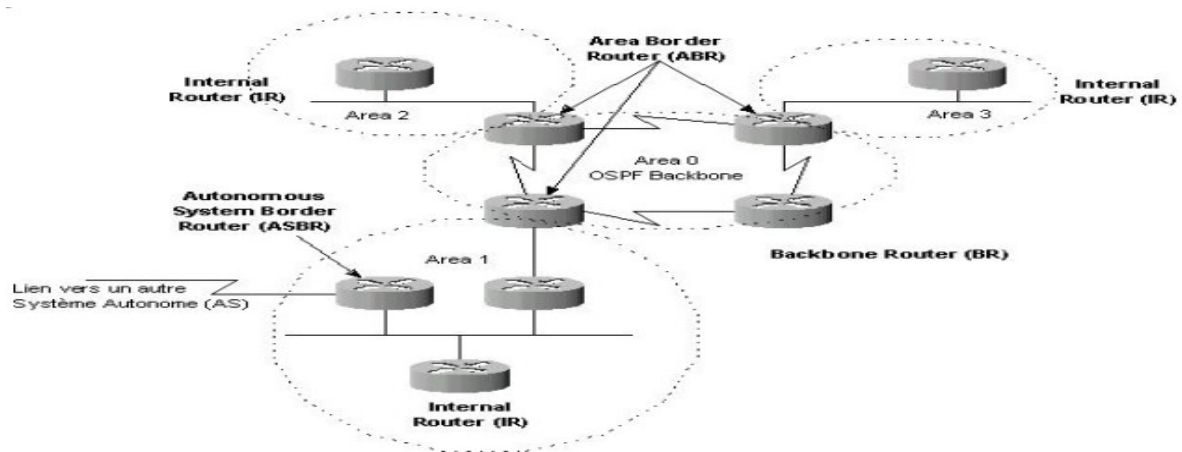 Area Border
Router (ABR)
Internal
Router (IR)
Area 2
Internal
Router (IR)
Area 3
Area 0
OSPF Backbone
Autonomous
System Border
Router (ASBR)
Backbone Router (BR)
Area 1
Lien vers un autre
Système Autonome (AS)
Internal
Router (IR)